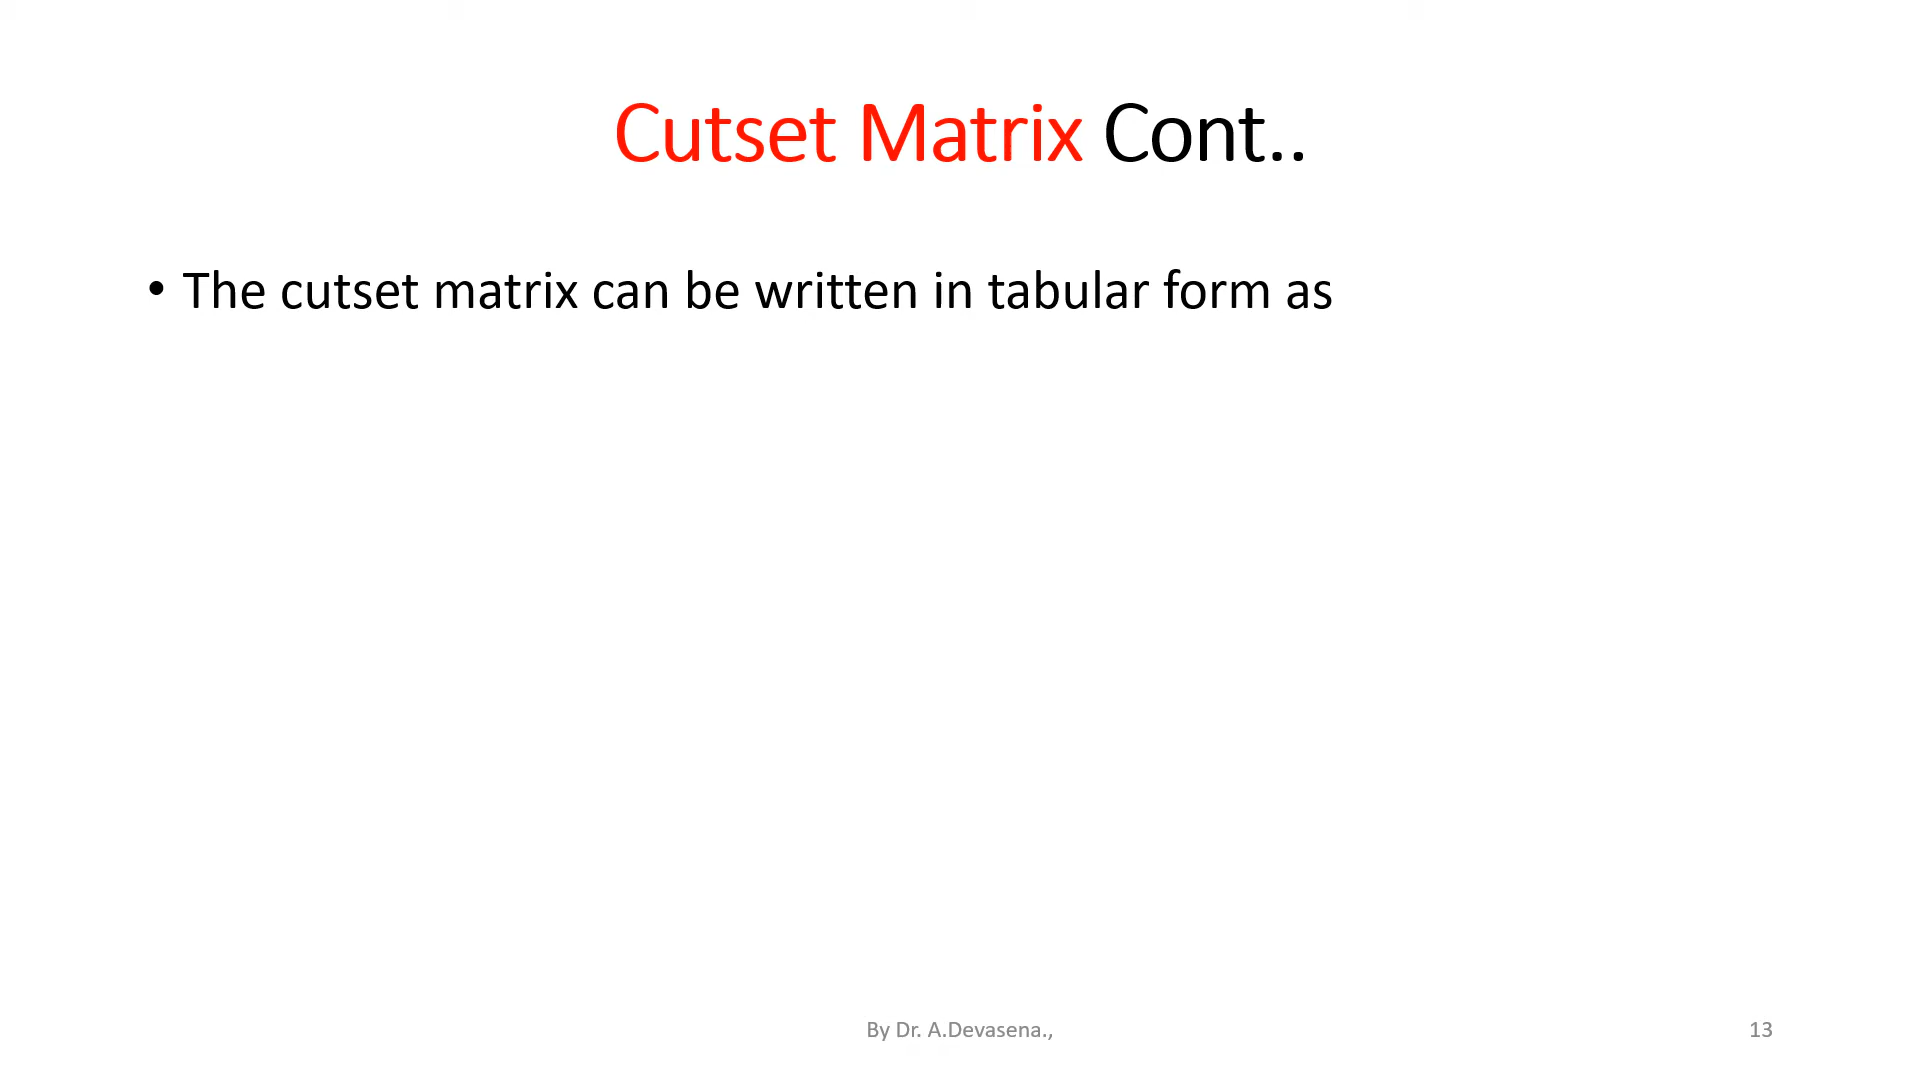 Cutset Matrix Cont..
• The cutset matrix can be written in tabular form as
By Dr. A.Devasena.,
13